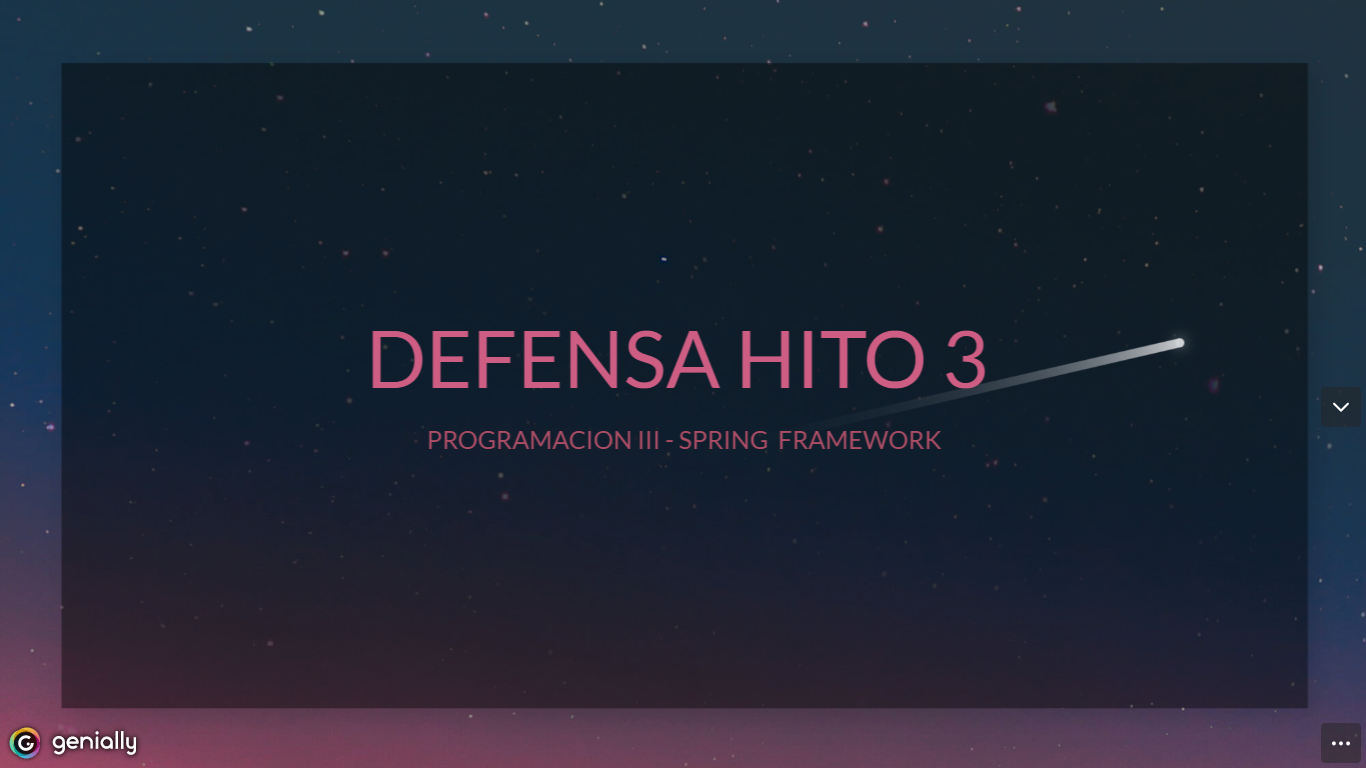 DEFENSA HITO 3
PROGRAMACION III - SPRING FRAMEWORK
genially